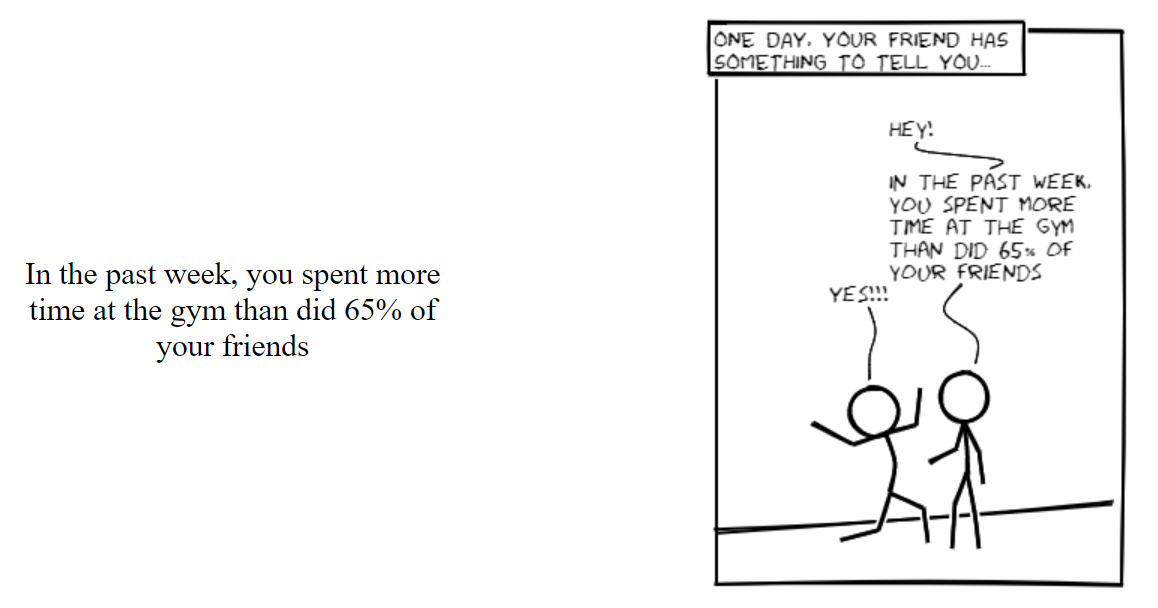 In the past week, you spent more
time at the gym than did 65% of
your friends
ONE DAY, YOUR FRIEND HAS
SOMETHING TO TELL YOU...
HEY!
IN THE PAST WEEK,
YOU SPENT MORE
TIME AT THE GYM
THAN DID 65% OF
YOUR FRIENDS
YES!!!